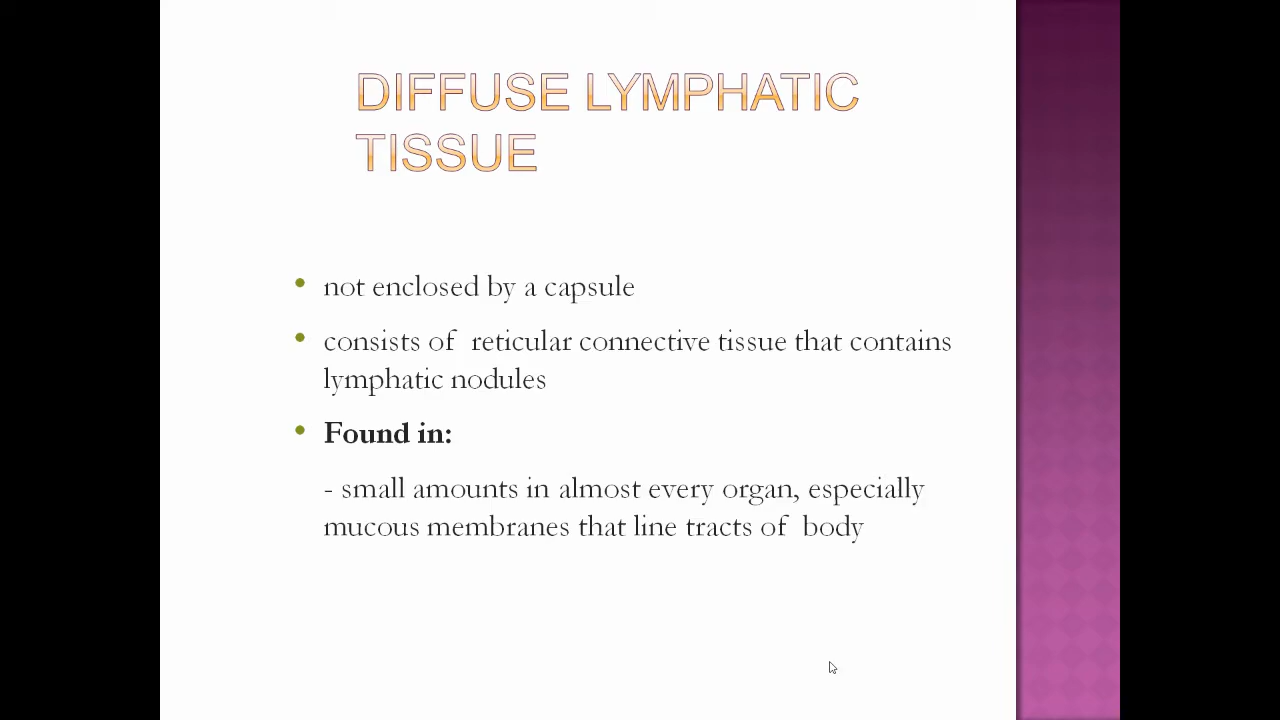 DIFFUSE LYMPHATIC
TISSUE
• not enclosed by a capsule
• consists of reticular connective tissue that contains
lymphatic nodules
• Found in:
- small amounts in almost every organ, especially
mucous membranes that line tracts of body